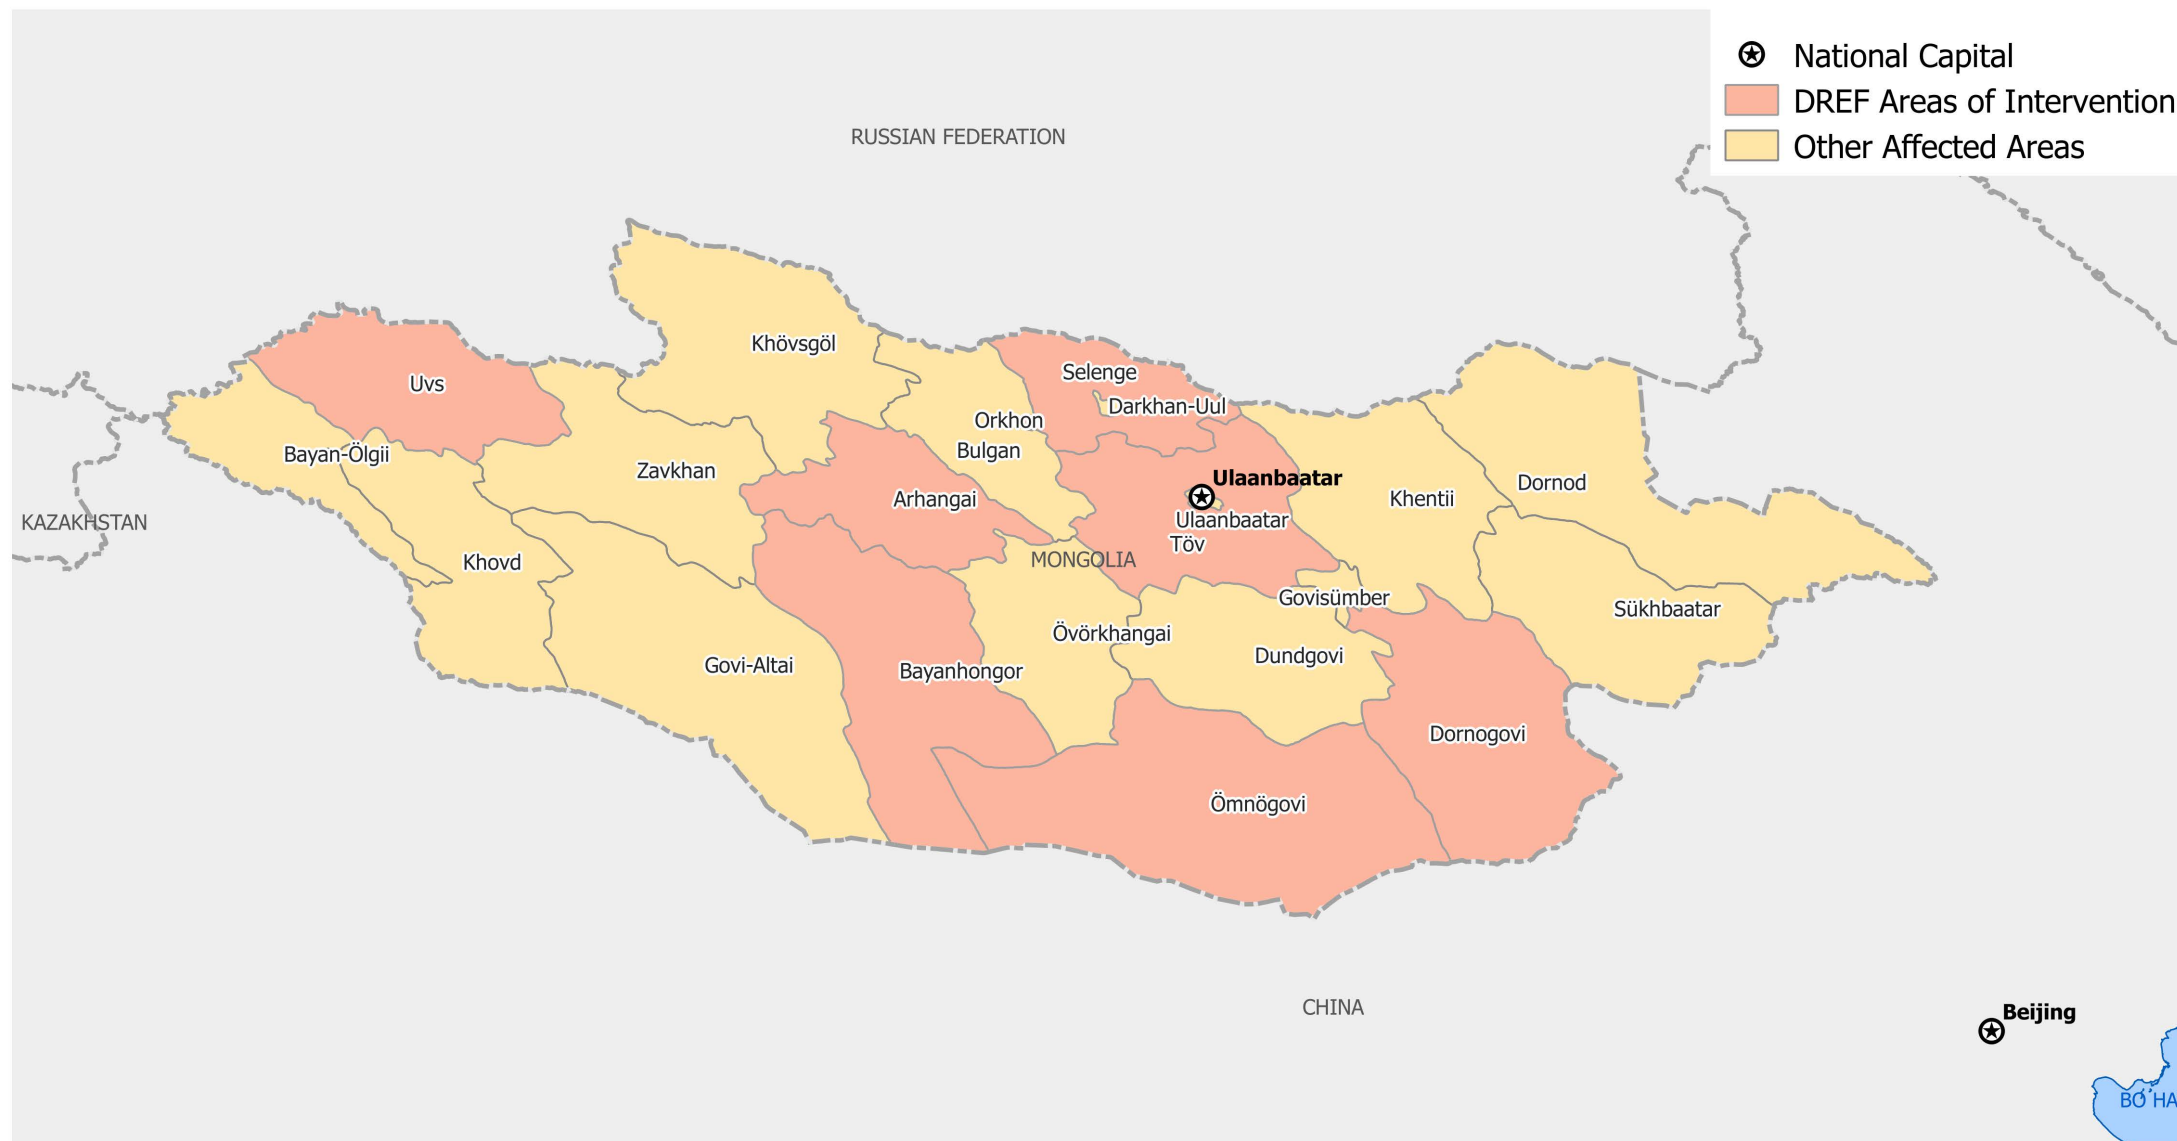 National Capital
DREF Areas of Intervention
Other Affected Areas
RUSSIAN FEDERATION
Khövsgöl
Selenge
Uvs
Darkhan-Uul
Orkhon
Bulgan
Bayan-Ölgii
Zavkhan
Ulaanbaatar
Dornod
Arhangai
Khentii
KAZAKHSTAN
Ulaanbaatar
Töv
MONGOLIA
Khovd
Govisümber
Sükhbaatar
Övörkhangai
Dundgovi
Govi-Altai
Bayanhongor
Dornogovi
Ömnögovi
CHINA
Beijing
BO HA